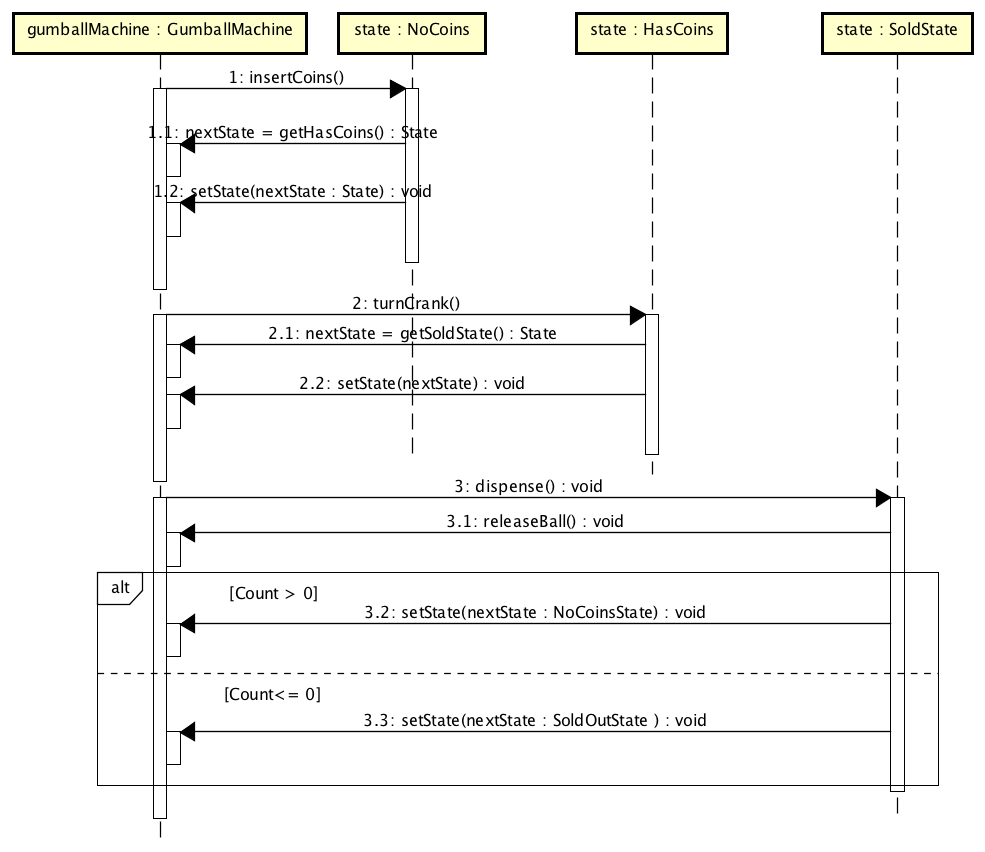 gumballMachine : GumballMachine
state : NoCoins
state : HasCoins
state : SoldState
1: insertCoins()
1.1: nextState = getHasCoins() : State
1.2: setState(nextState : State) : void
2: turnCrank()
2.1: nextState = getSoldState() : State
2.2: setState(nextState) : void
3: dispense() : void
3.1: releaseBall() : void
alt
[Count > 0]
3.2: setState(nextState : NoCoinsState) : void
[Count<= 0]
3.3: setState(nextState : SoldOutState ) : void